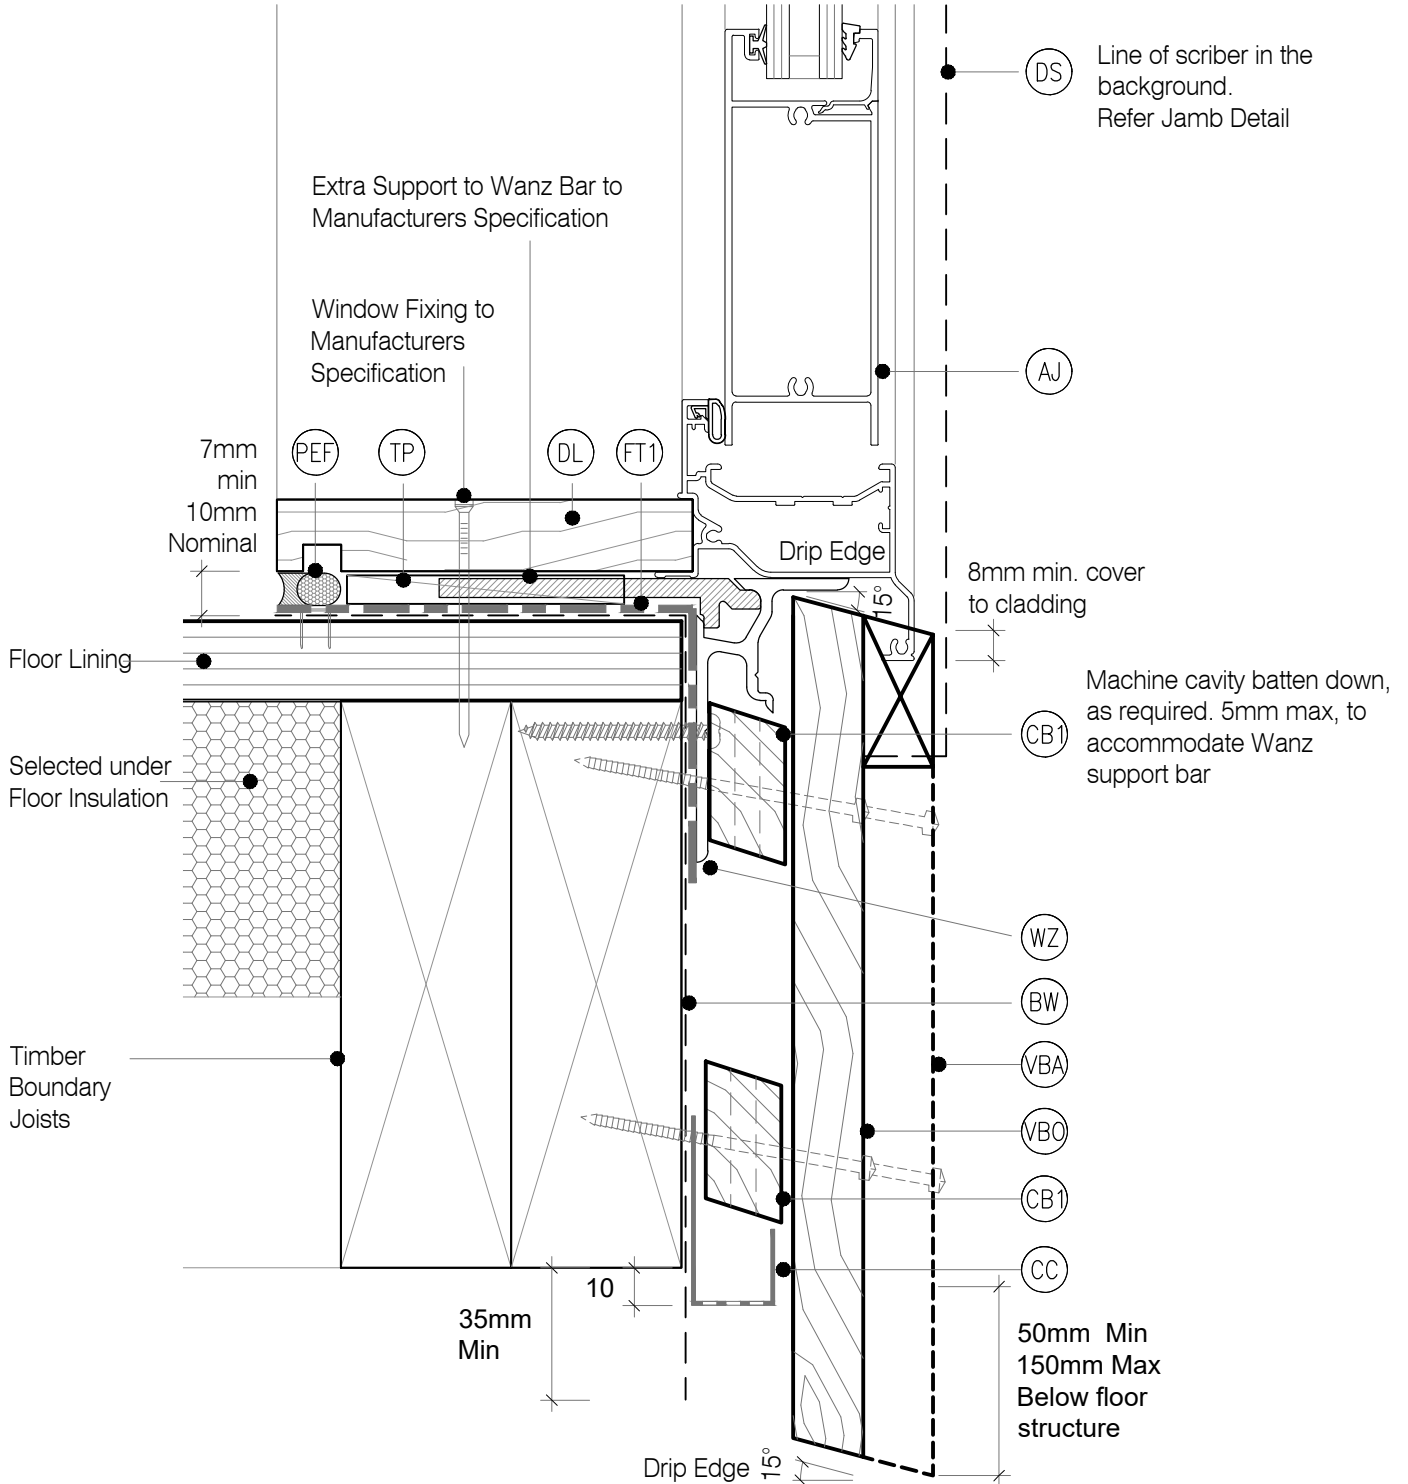 DS
Line of scriber in the
background.
Refer Jamb Detail
Extra Support to Wanz Bar to
Manufacturers Specification
Window Fixing to
Manufacturers
Specification
AJ
7mm
min
10mm
Nominal
PEF
TP
DL
FT1
Drip Edge
15°
8mm min. cover
to cladding
Floor Lining
CB1
Machine cavity batten down,
as required. 5mm max, to
accommodate Wanz
support bar
Selected under
Floor Insulation
WZ
BW
Timber
Boundary
Joists
VBA
VBO
CB1
CC
10
35mm
Min
50mm Min
150mm Max
Below floor
structure
Drip Edge
15°